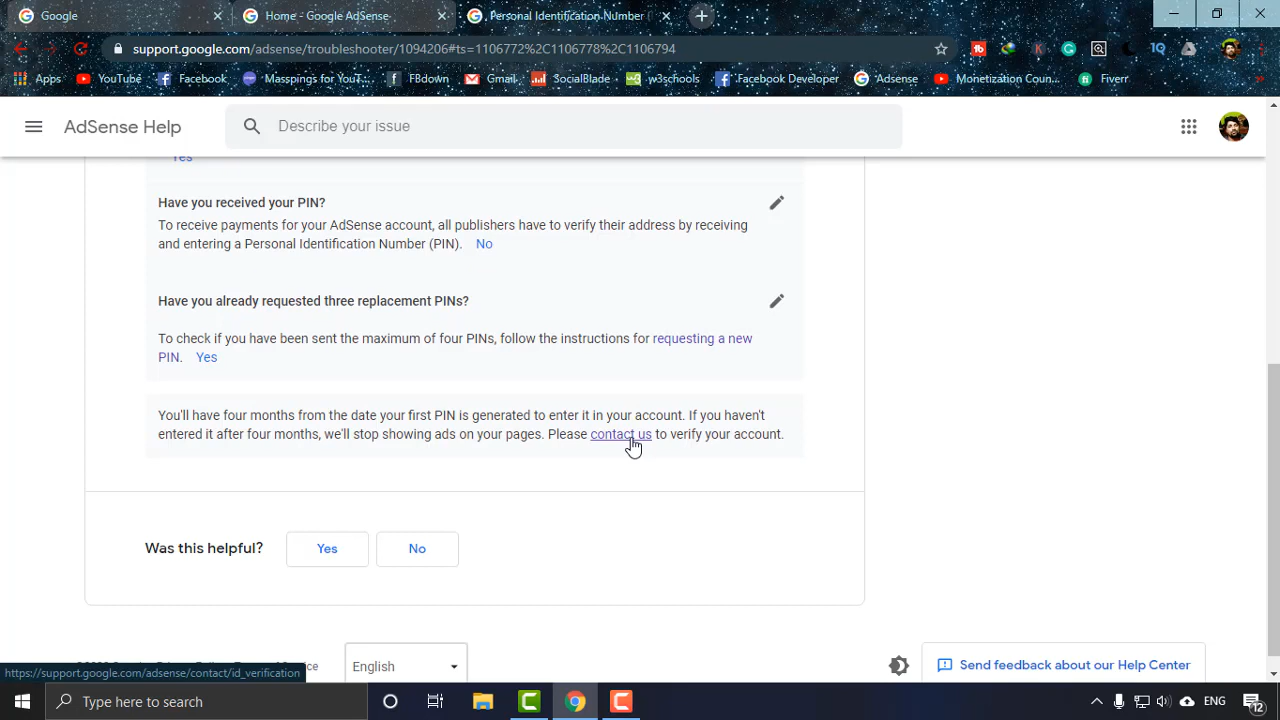 Google
Home - Google AdSense
Personal Identification Number (
support.google.com/adsense/troubleshooter/1094206#ts=1106772%2C1106778%2C1106794
Apps
YouTube
Facebook
Masspings for YouT...
FBdown
Gmail
SocialBlade
w3schools
Facebook Developer
Adsense
Monetization Coun...
Fiverr
AdSense Help
Describe your issue
Yes
Have you received your PIN?
To receive payments for your AdSense account, all publishers have to verify their address by receiving
and entering a Personal Identification Number (PIN). No
Have you already requested three replacement PINs?
To check if you have been sent the maximum of four PINs, follow the instructions for requesting a new
PIN. Yes
You'll have four months from the date your first PIN is generated to enter it in your account. If you haven't
entered it after four months, we'll stop showing ads on your pages. Please contact us to verify your account.
Was this helpful?
Yes
No
English
Send feedback about our Help Center
https://support.google.com/adsense/contact/id_verification
Type here to search
ENG
12